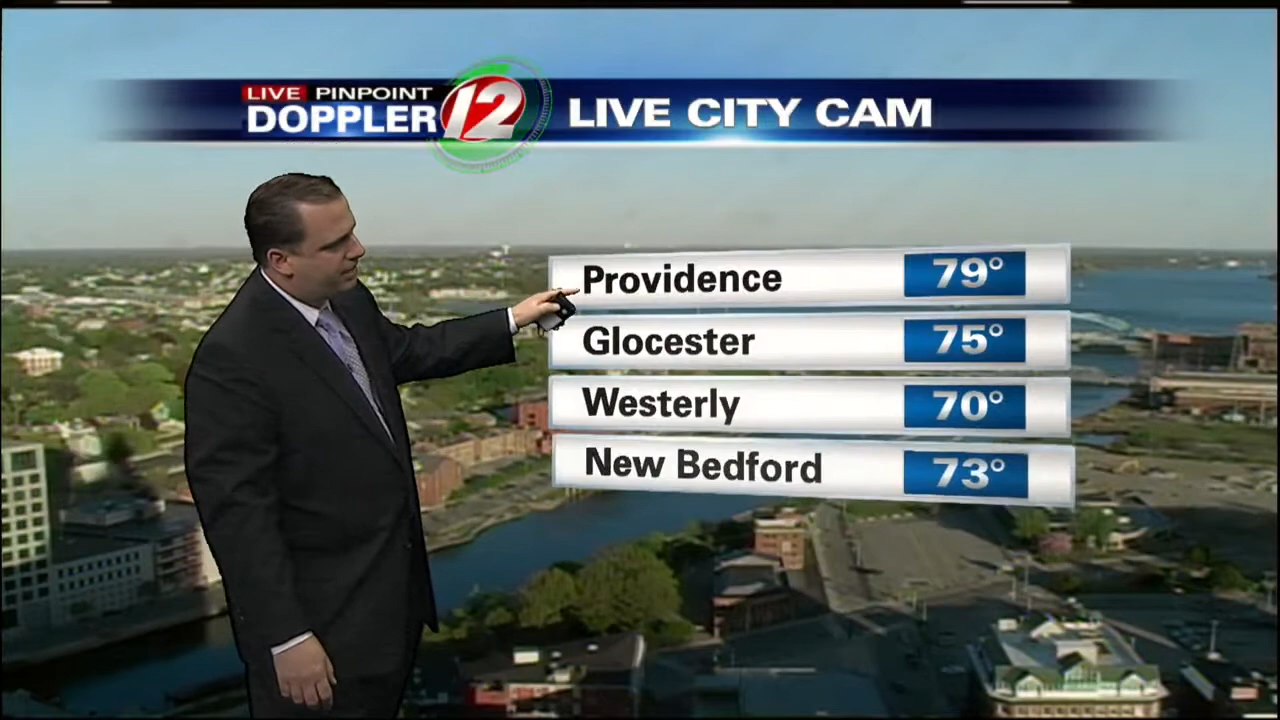 LIVE PINPOINT
DOPPLER 12
LIVE CITY CAM
Providence 79°
Glocester 75°
Westerly 70°
New Bedford 73°